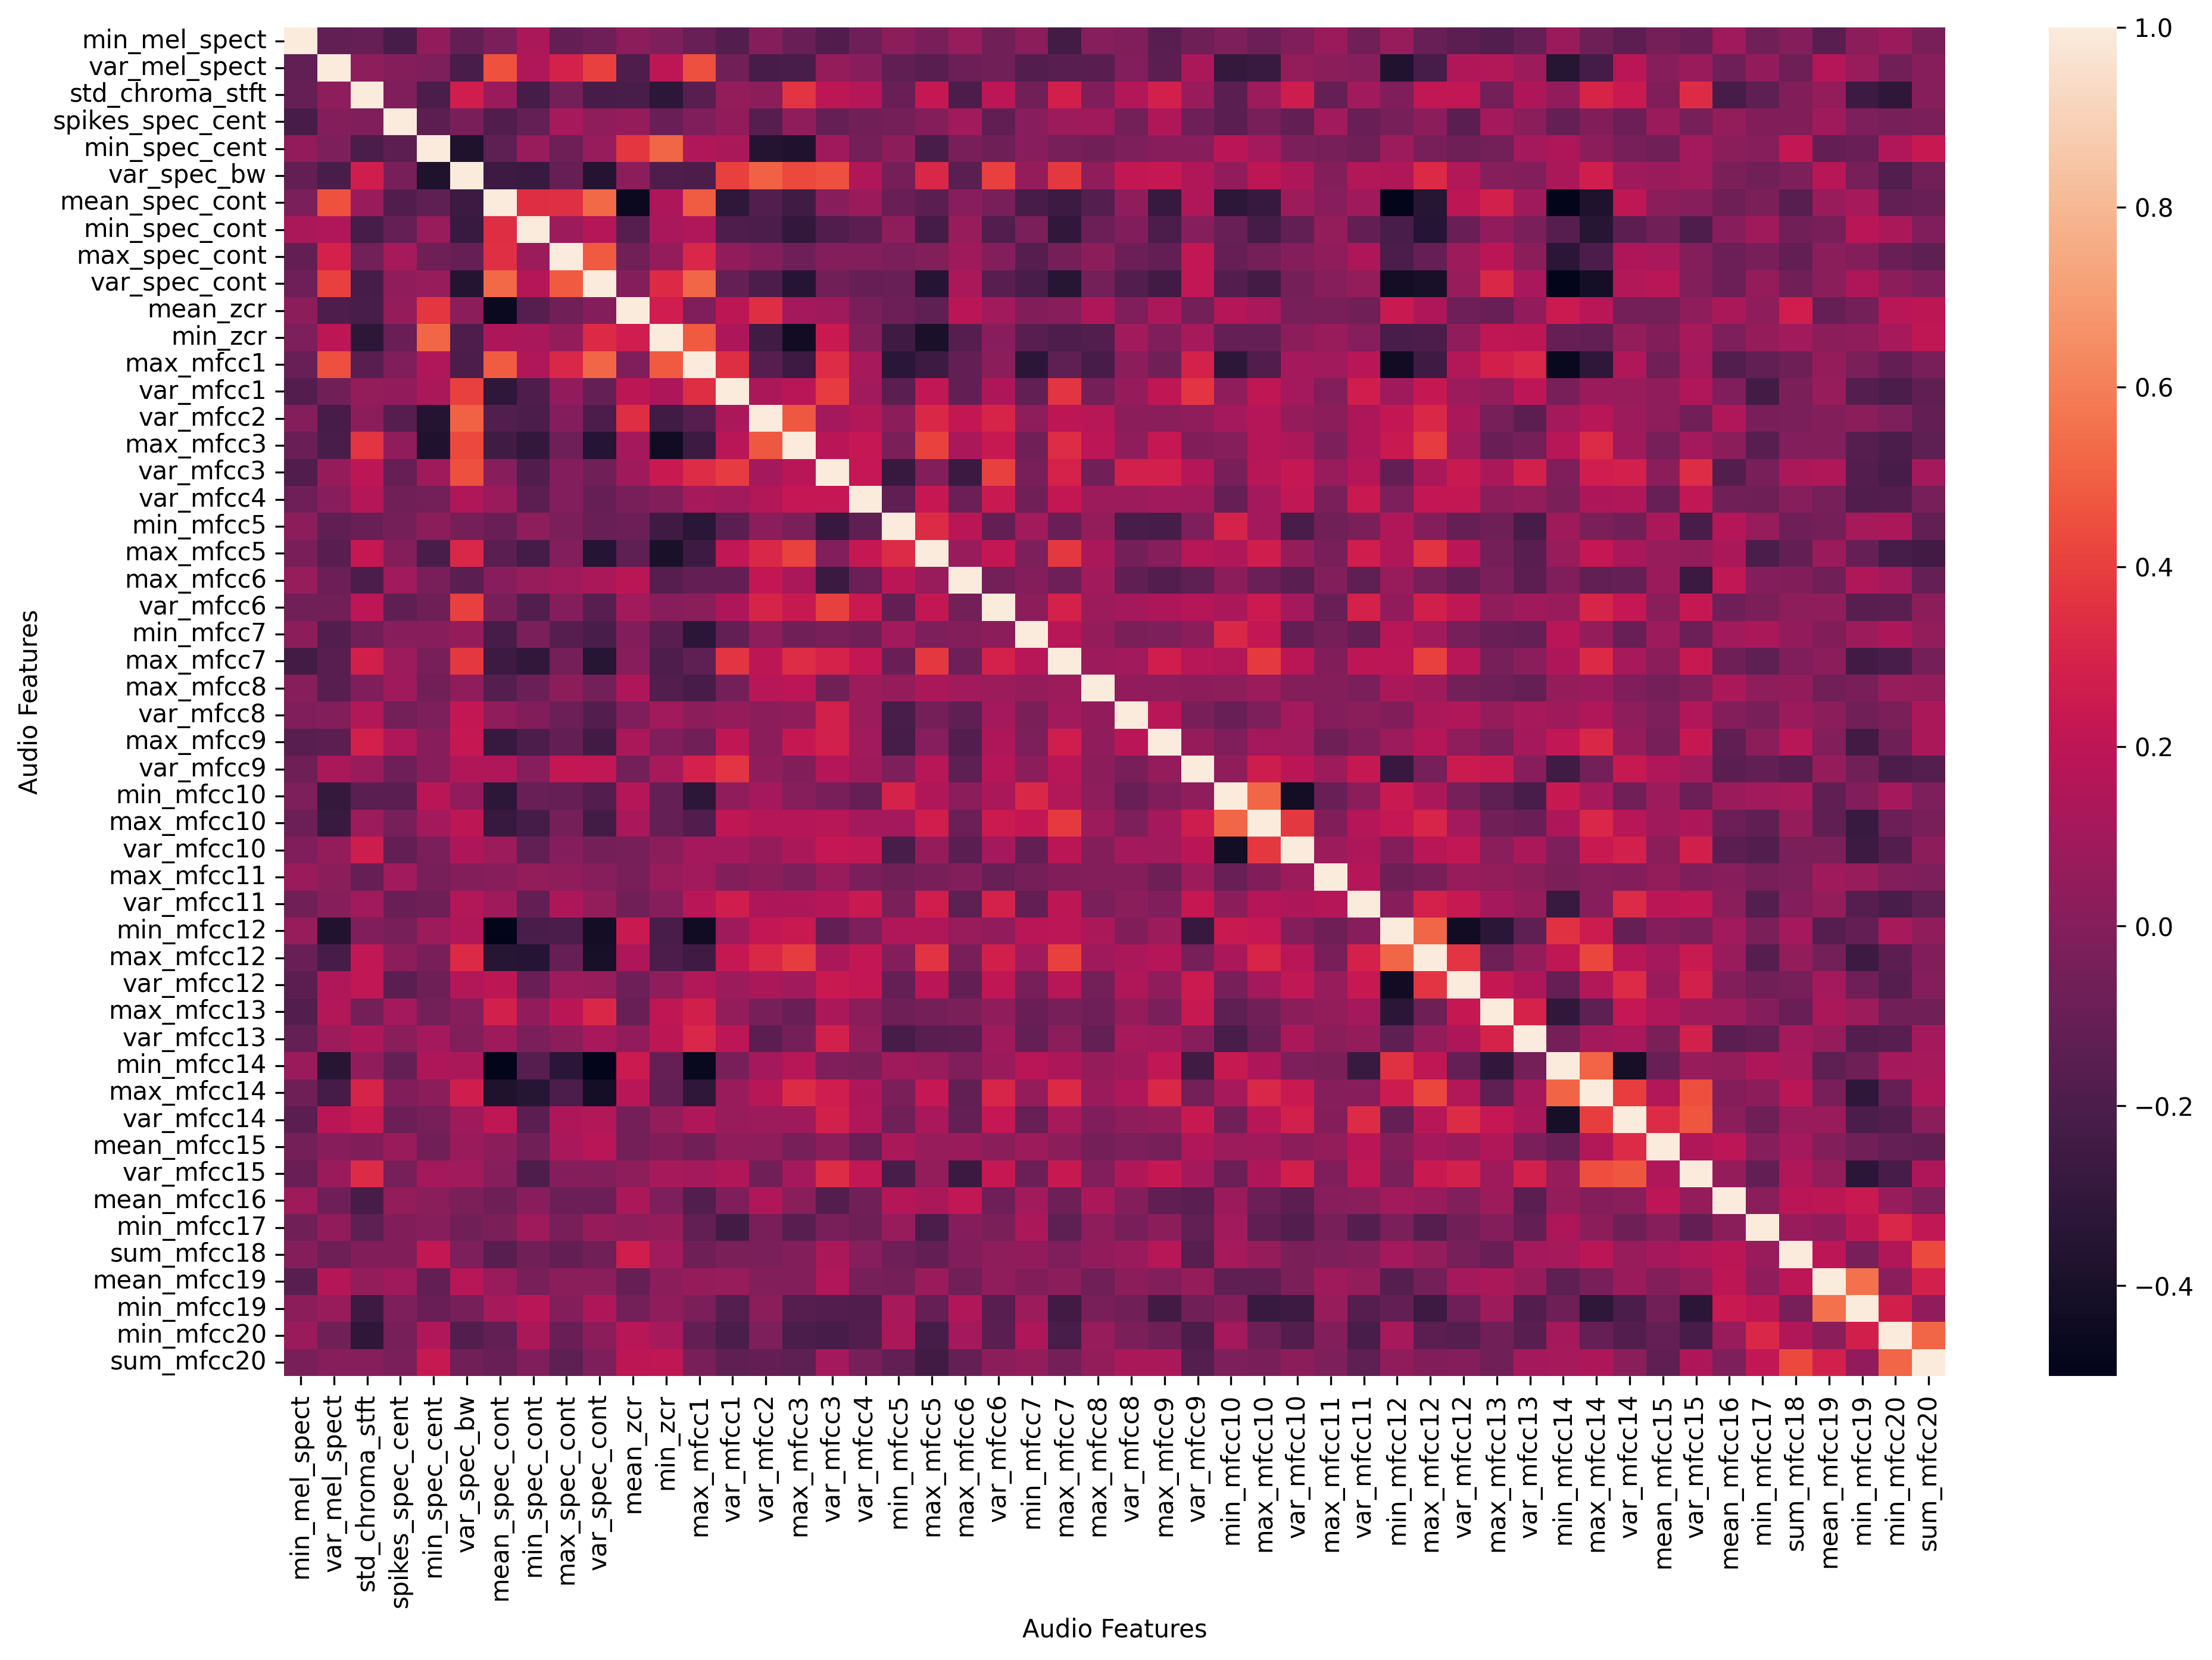 min_mel_spect
var_mel_spect
std_chroma_stft
spikes_spec_cent
min_spec_cent
var_spec_bw
mean_spec_cont
min_spec_cont
max_spec_cont
var_spec_cont
mean_zcr
min_zcr
max_mfcc1
var_mfcc1
var_mfcc2
max_mfcc3
var_mfcc3
var_mfcc4
min_mfcc5
max_mfcc5
max_mfcc6
var_mfcc6
min_mfcc7
max_mfcc7
max_mfcc8
var_mfcc8
max_mfcc9
var_mfcc9
min_mfcc10
max_mfcc10
var_mfcc10
max_mfcc11
var_mfcc11
min_mfcc12
max_mfcc12
var_mfcc12
max_mfcc13
var_mfcc13
min_mfcc14
max_mfcc14
var_mfcc14
mean_mfcc15
var_mfcc15
mean_mfcc16
min_mfcc17
sum_mfcc18
mean_mfcc19
min_mfcc19
min_mfcc20
sum_mfcc20
Audio Features
min_mel_spect
var_mel_spect
std_chroma_stft
spikes_spec_cent
min_spec_cent
var_spec_bw
mean_spec_cont
min_spec_cont
max_spec_cont
var_spec_cont
mean_zcr
min_zcr
max_mfcc1
var_mfcc1
var_mfcc2
max_mfcc3
var_mfcc3
var_mfcc4
min_mfcc5
max_mfcc5
max_mfcc6
var_mfcc6
min_mfcc7
max_mfcc7
max_mfcc8
var_mfcc8
max_mfcc9
var_mfcc9
min_mfcc10
max_mfcc10
var_mfcc10
max_mfcc11
var_mfcc11
min_mfcc12
max_mfcc12
var_mfcc12
max_mfcc13
var_mfcc13
min_mfcc14
max_mfcc14
var_mfcc14
mean_mfcc15
var_mfcc15
mean_mfcc16
min_mfcc17
sum_mfcc18
mean_mfcc19
min_mfcc19
min_mfcc20
sum_mfcc20
Audio Features
1.0
0.8
0.6
0.4
0.2
0.0
−0.2
−0.4